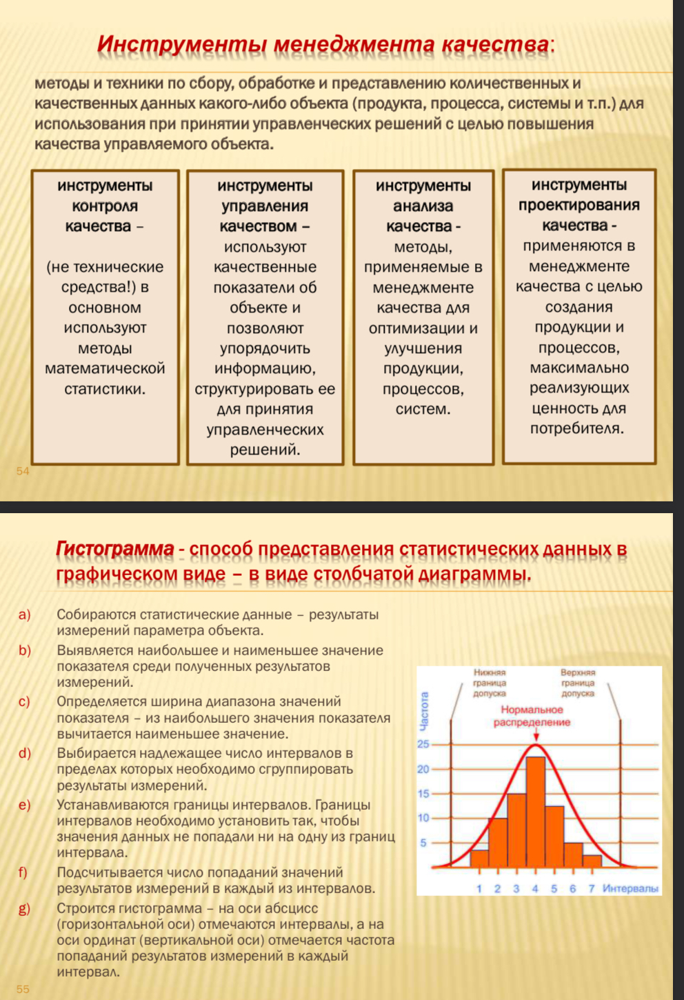 Инструменты менеджмента качества:
методы и техники по сбору, обработке и представлению количественных и
качественных данных какого-либо объекта (продукта, процесса, системы и т.п.) для
использования при принятии управленческих решений с целью повышения
качества управляемого объекта.
инструменты
контроля
качества –
(не технические
средства!) в
основном
используют
методы
математической
статистики.
инструменты
управления
качеством –
используют
качественные
показатели об
объекте и
позволяют
упорядочить
информацию,
структурировать ее
для принятия
управленческих
решений.
инструменты
анализа
качества -
методы,
применяемые в
менеджменте
качества для
оптимизации и
улучшения
продукции,
процессов,
систем.
инструменты
проектирования
качества -
применяются в
менеджменте
качества с целью
создания
продукции и
процессов,
максимально
реализующих
ценность для
потребителя.
54
Гистограмма - способ представления статистических данных в
графическом виде – в виде столбчатой диаграммы.
a) Собираются статистические данные – результаты
измерений параметра объекта.
b) Выявляется наибольшее и наименьшее значение
показателя среди полученных результатов
измерений.
c) Определяется ширина диапазона значений
показателя – из наибольшего значения показателя
вычитается наименьшее значение.
d) Выбирается надлежащее число интервалов в
пределах которых необходимо сгруппировать
результаты измерений.
e) Устанавливаются границы интервалов. Границы
интервалов необходимо установить так, чтобы
значения данных не попадали ни на одну из границ
интервала.
f) Подсчитывается число попаданий значений
результатов измерений в каждый из интервалов.
g) Строится гистограмма – на оси абсцисс
(горизонтальной оси) отмечаются интервалы, а на
оси ординат (вертикальной оси) отмечается частота
попаданий результатов измерений в каждый
интервал.
Нижняя
граница
допуска
Верхняя
граница
допуска
Нормальное
распределение
Частота
25
20
15
10
5
1 2 3 4 5 6 7 Интервалы
55